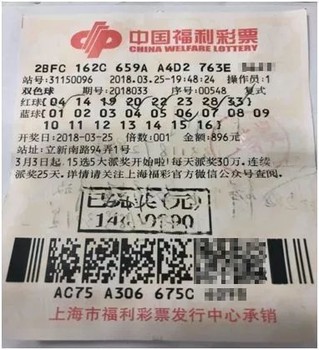 中国福利彩票
CHINA WELFARE LOTTERY
2BFC 162C 659A A4D2 763E
站号:31150096 2018.03.25-19:48:24 操作员:1
双色球 期号:2018033 序号:00548 复式
红球(04 14 19 20 22 23 28 33)
蓝球(01 02 03 04 05 06 07 08 09
10 11 12 13 14 15 16)
开奖日:2018-03-25 倍数:001 金额:896元
站址:立新南路94弄1号
3月3日起,15选5大派奖开始啦!每天派奖30万,连续
派奖25天,详情请关注上海福彩官方微信公众号查阅.
已兑奖(元)
AC75 A306 675C
上海市福利彩票发行中心承销